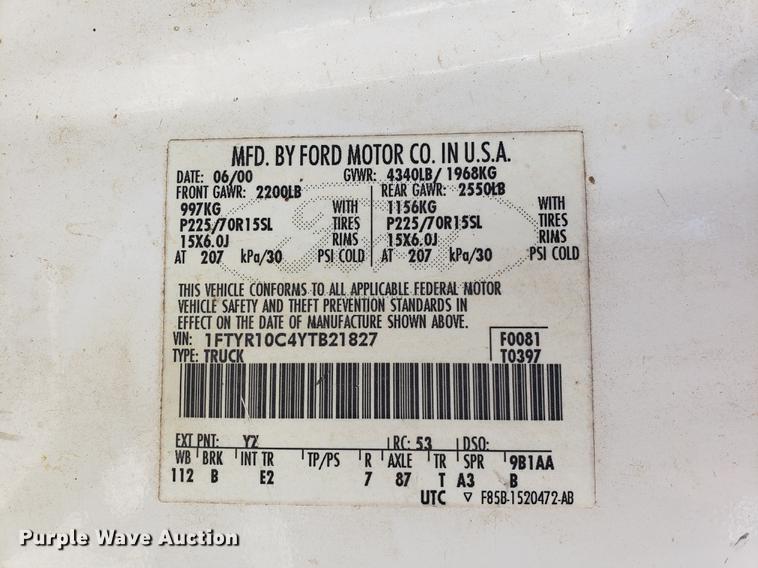 MFD. BY FORD MOTOR CO. IN U.S.A.
DATE: 06/00 GVWR: 4340LB/ 1968KG
FRONT GAWR: 2200LB REAR GAWR: 2550LB
997KG WITH 1156KG WITH
P225/70R15SL TIRES P225/70R15SL TIRES
15X6.0J RIMS 15X6.0J RIMS
AT 207 kPa/30 PSI COLD AT 207 kPa/30 PSI COLD
THIS VEHICLE CONFORMS TO ALL APPLICABLE FEDERAL MOTOR
VEHICLE SAFETY AND THEFT PREVENTION STANDARDS IN
EFFECT ON THE DATE OF MANUFACTURE SHOWN ABOVE.
VIN: 1FTYR10C4YTB21827 F0081
TYPE: TRUCK T0397
EXT PNT: YZ RC: 53 DSO:
WB BRK INT TR TP/PS R AXLE TR SPR 9B1AA
112 B E2 7 87 T A3 B
UTC ▽ F85B-1520472-AB
Purple Wave Auction